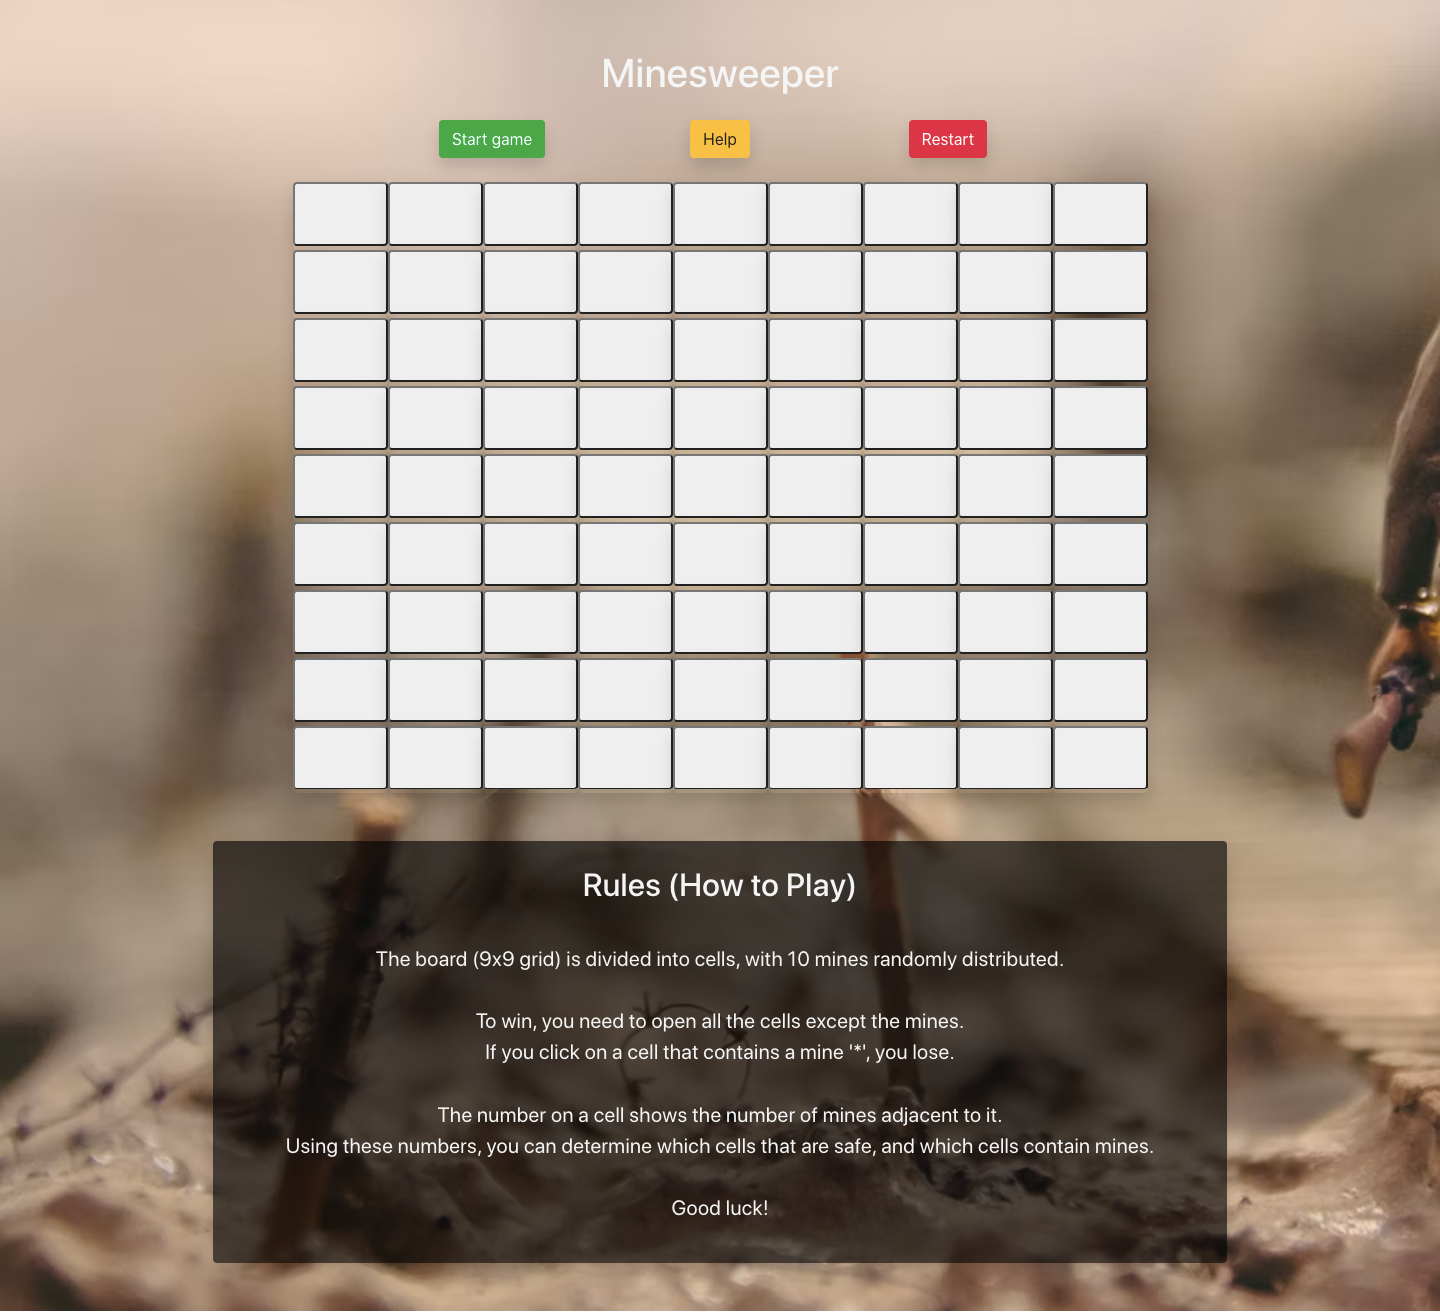 Minesweeper
Start game
Help
Restart
Rules (How to Play)
The board (9x9 grid) is divided into cells, with 10 mines randomly distributed.
To win, you need to open all the cells except the mines.
If you click on a cell that contains a mine '*', you lose.
The number on a cell shows the number of mines adjacent to it.
Using these numbers, you can determine which cells that are safe, and which cells contain mines.
Good luck!